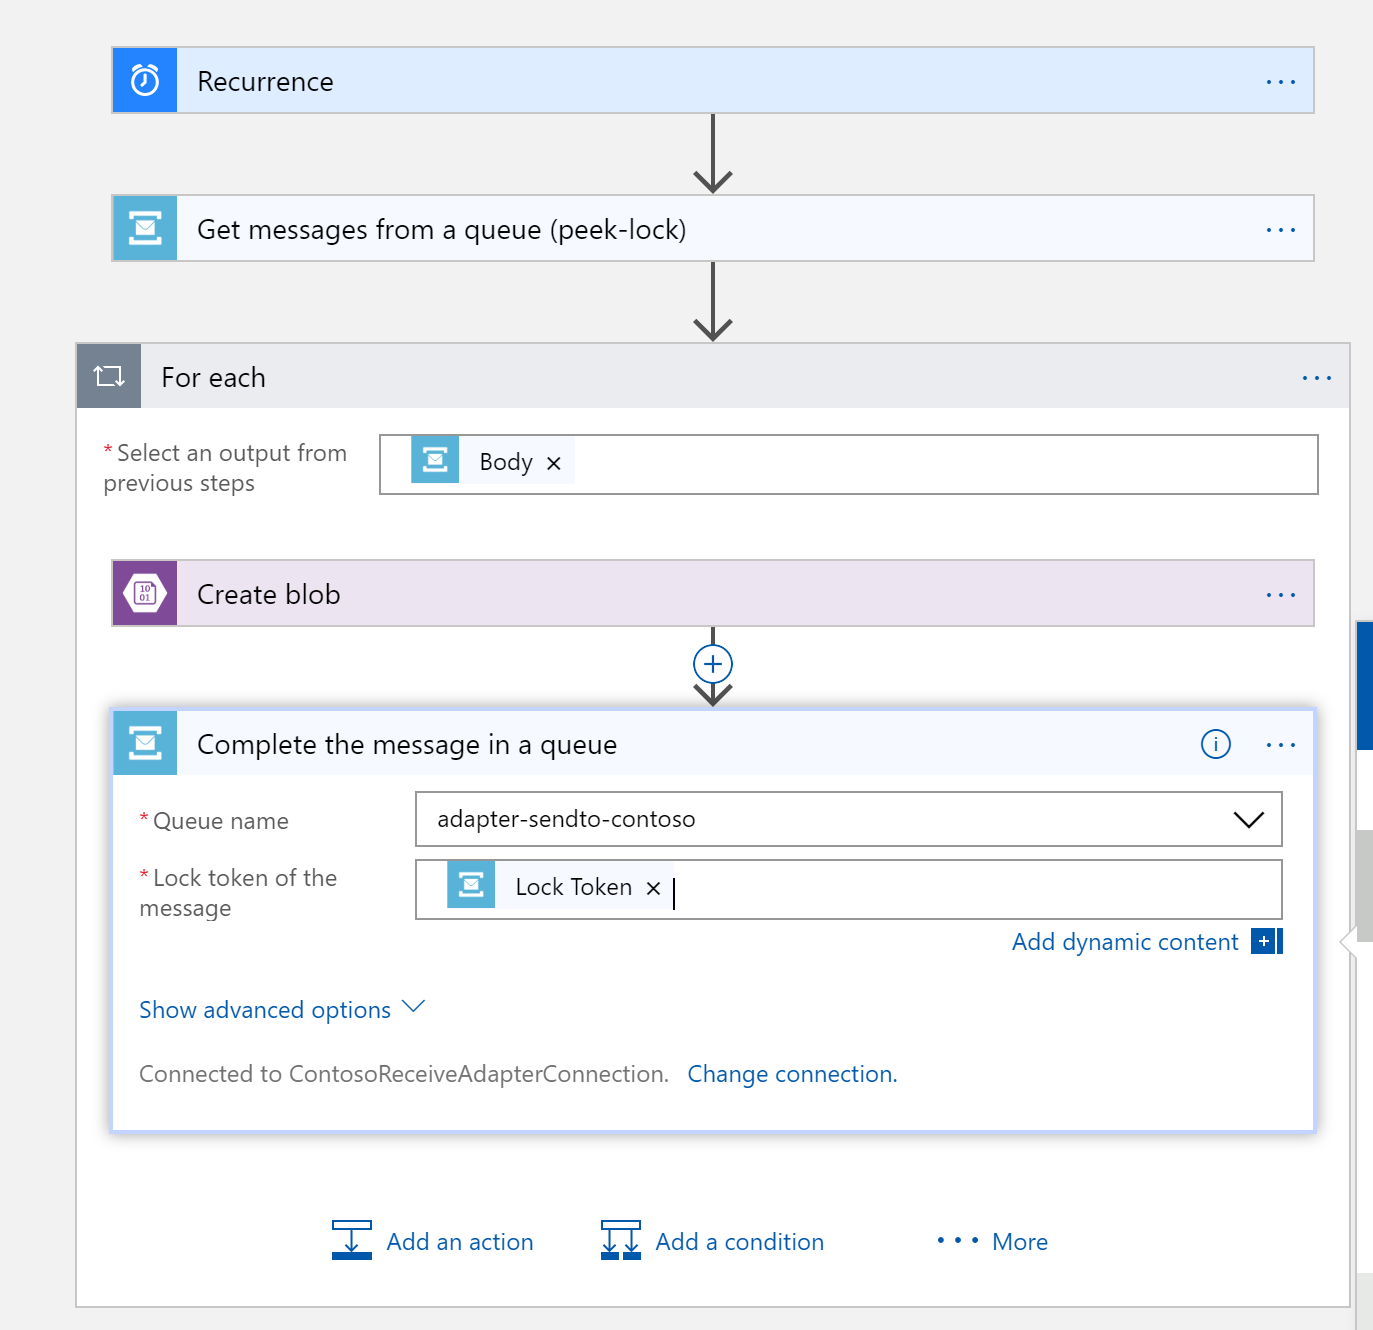 Recurrence
Get messages from a queue (peek-lock)
For each
* Select an output from
previous steps
Body
10
01
Create blob
Complete the message in a queue
* Queue name
adapter-sendto-contoso
* Lock token of the
message
Lock Token
Add dynamic content
Show advanced options
Connected to ContosoReceiveAdapterConnection. Change connection.
Add an action
Add a condition
More